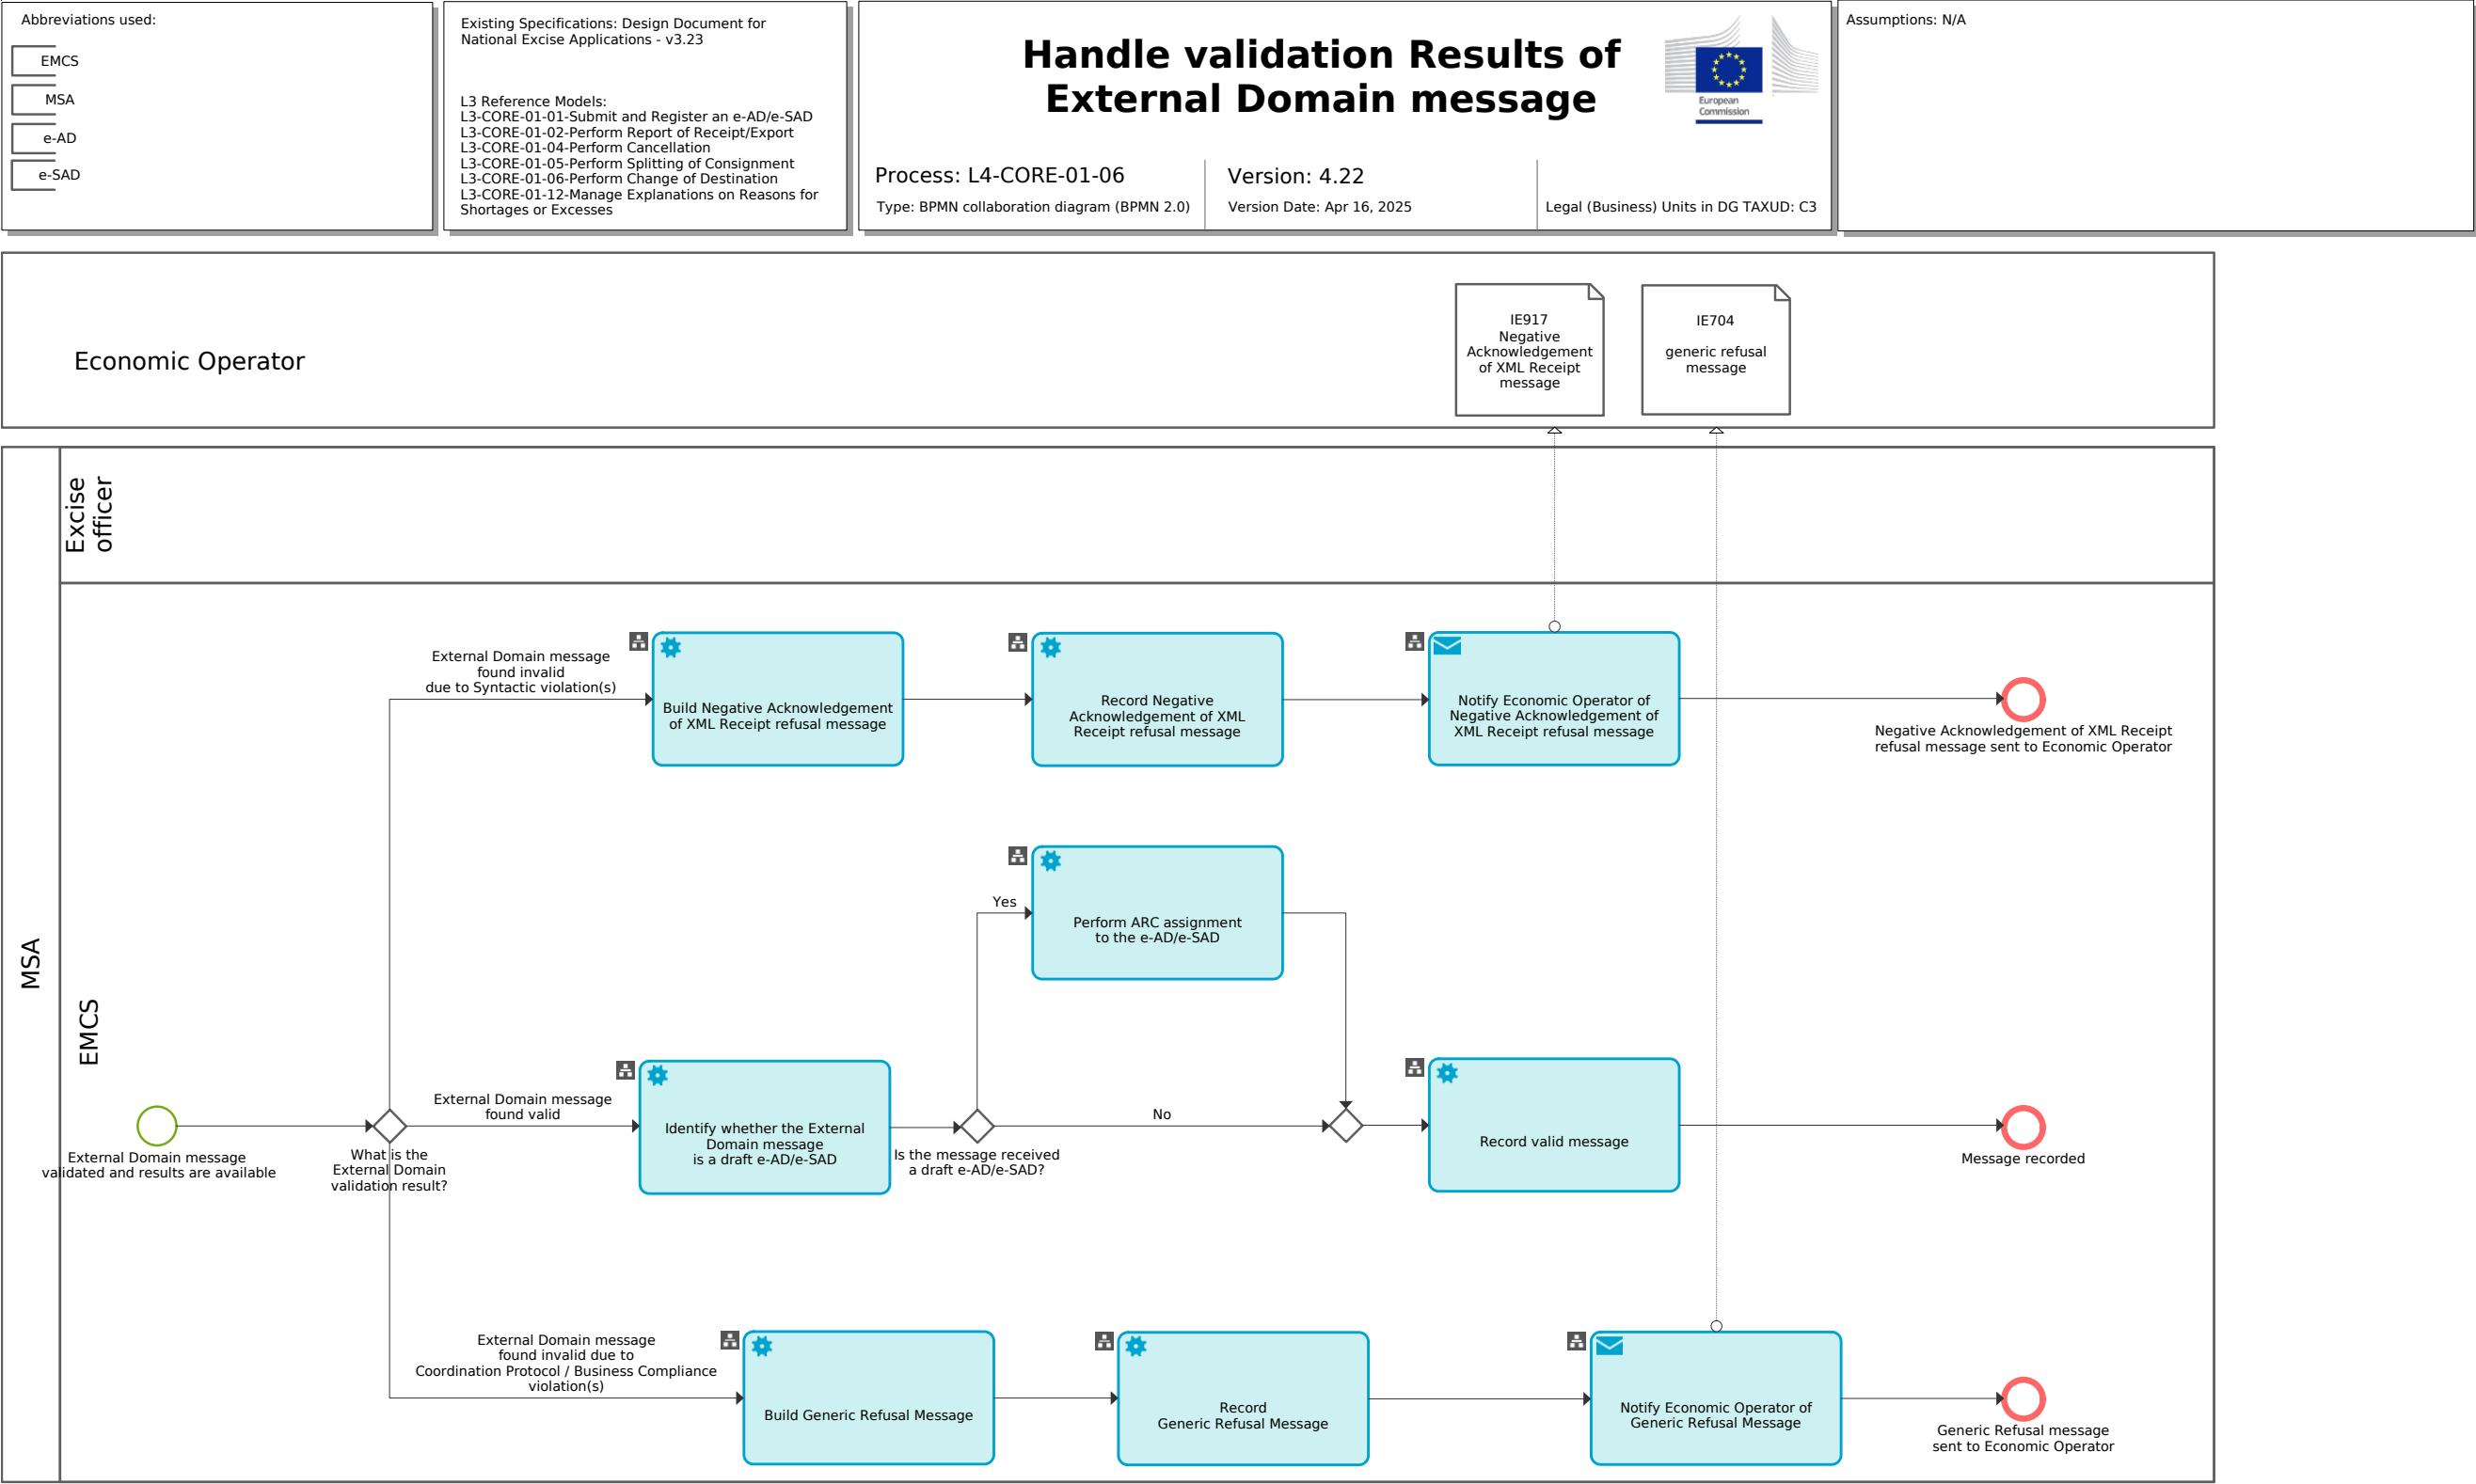 Abbreviations used:
EMCS
MSA
e-AD
e-SAD
Existing Specifications: Design Document for
National Excise Applications - v3.23
L3 Reference Models:
L3-CORE-01-01-Submit and Register an e-AD/e-SAD
L3-CORE-01-02-Perform Report of Receipt/Export
L3-CORE-01-04-Perform Cancellation
L3-CORE-01-05-Perform Splitting of Consignment
L3-CORE-01-06-Perform Change of Destination
L3-CORE-01-12-Manage Explanations on Reasons for
Shortages or Excesses
Handle validation Results of
External Domain message
European
Commission
Process: L4-CORE-01-06
Version: 4.22
Type: BPMN collaboration diagram (BPMN 2.0)
Version Date: Apr 16, 2025
Legal (Business) Units in DG TAXUD: C3
Assumptions: N/A
Economic Operator
IE917
Negative
Acknowledgement
of XML Receipt
message
IE704
generic refusal
message
MSA
Excise
officer
EMCS
External Domain message
found invalid
due to Syntactic violation(s)
Build Negative Acknowledgement
of XML Receipt refusal message
Record Negative
Acknowledgement of XML
Receipt refusal message
Notify Economic Operator of
Negative Acknowledgement of
XML Receipt refusal message
Negative Acknowledgement of XML Receipt
refusal message sent to Economic Operator
Yes
Perform ARC assignment
to the e-AD/e-SAD
External Domain message
validated and results are available
What is the
External Domain
validation result?
External Domain message
found valid
Identify whether the External
Domain message
is a draft e-AD/e-SAD
Is the message received
a draft e-AD/e-SAD?
No
Record valid message
Message recorded
External Domain message
found invalid due to
Coordination Protocol / Business Compliance
violation(s)
Build Generic Refusal Message
Record
Generic Refusal Message
Notify Economic Operator of
Generic Refusal Message
Generic Refusal message
sent to Economic Operator